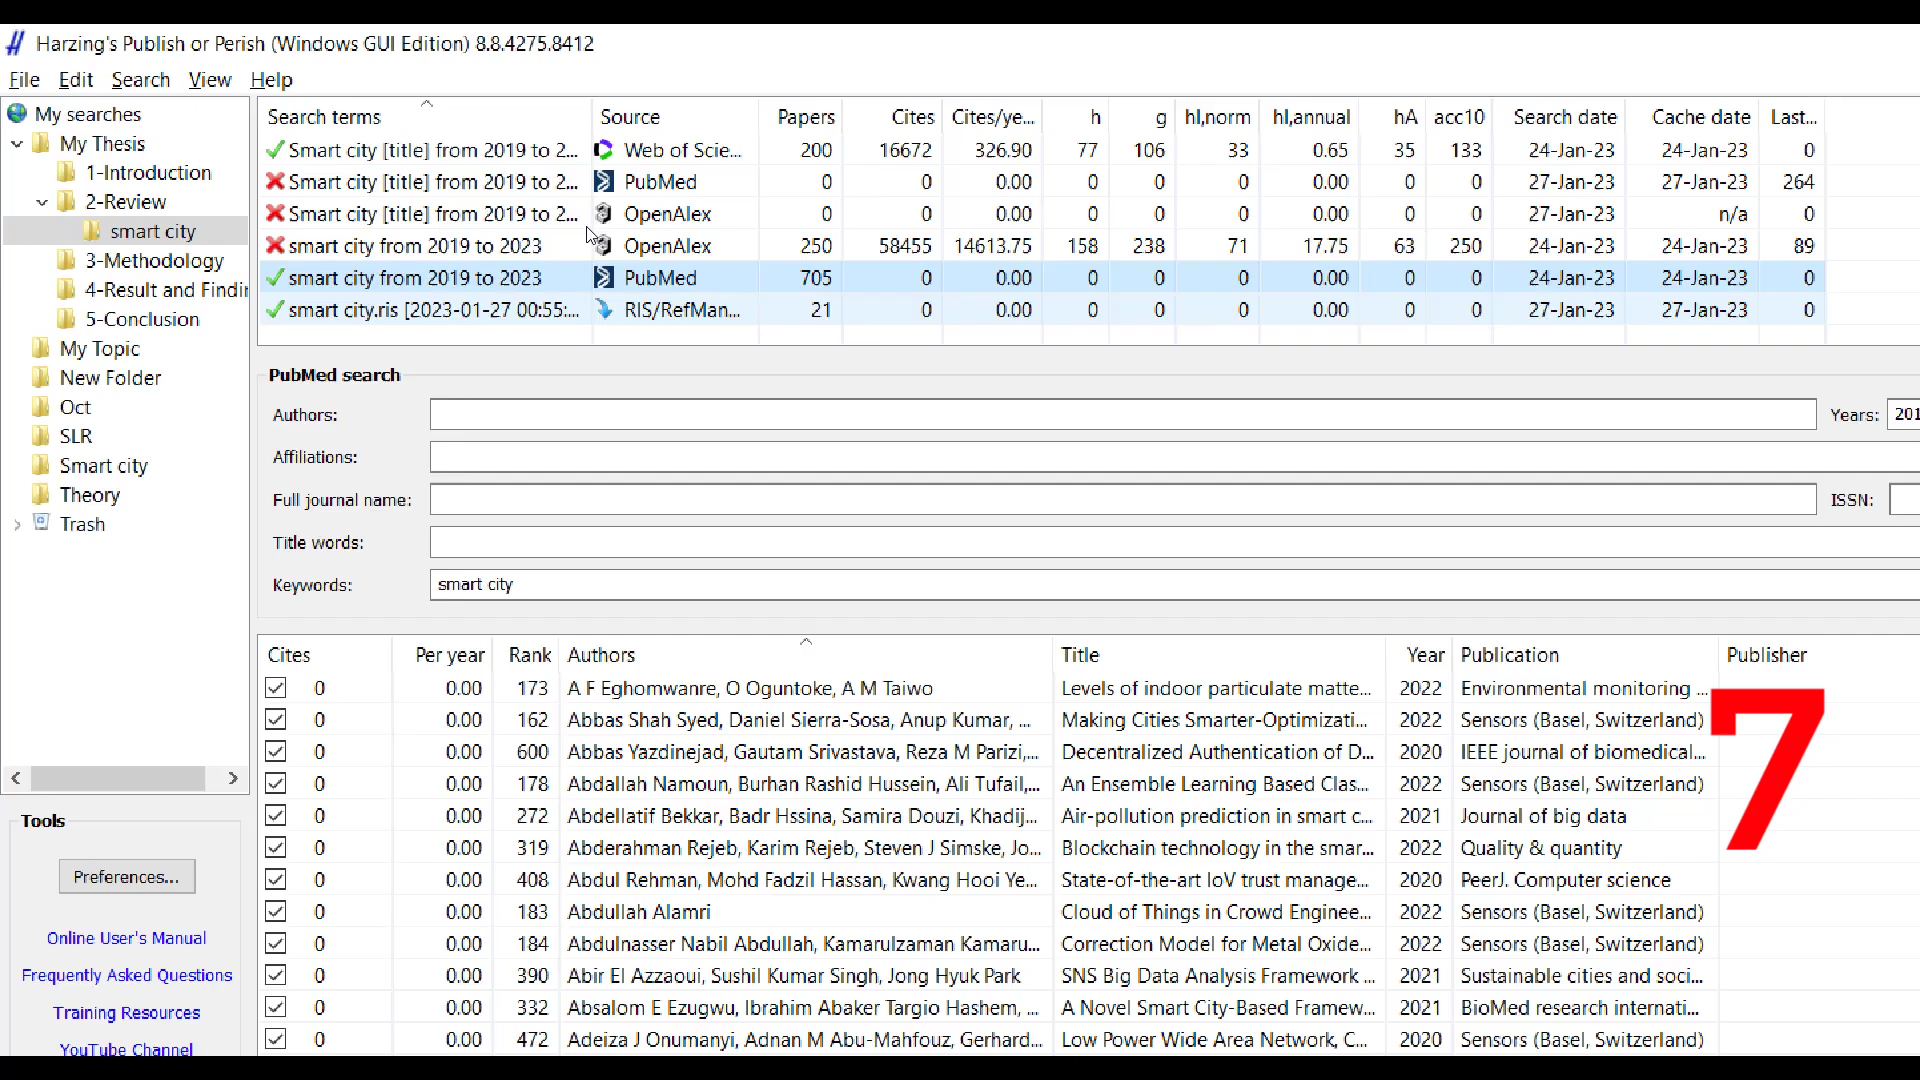 Harzing's Publish or Perish (Windows GUI Edition) 8.8.4275.8412
File Edit Search View Help
My searches
My Thesis
1-Introduction
2-Review
smart city
3-Methodology
4-Result and Findi
5-Conclusion
My Topic
New Folder
Oct
SLR
Smart city
Theory
Trash
Tools
Preferences...
Online User's Manual
Frequently Asked Questions
Training Resources
YouTube Channel
Search terms Source Papers Cites Cites/ye... h g hI,norm hI,annual hA acc10 Search date Cache date Last...
Smart city [title] from 2019 to 2... Web of Scie... 200 16672 326.90 77 106 33 0.65 35 133 24-Jan-23 24-Jan-23 0
Smart city [title] from 2019 to 2... PubMed 0 0 0.00 0 0 0 0.00 0 0 27-Jan-23 27-Jan-23 264
Smart city [title] from 2019 to 2... OpenAlex 0 0 0.00 0 0 0 0.00 0 0 27-Jan-23 n/a 0
smart city from 2019 to 2023 OpenAlex 250 58455 14613.75 158 238 71 17.75 63 250 24-Jan-23 24-Jan-23 89
smart city from 2019 to 2023 PubMed 705 0 0.00 0 0 0 0.00 0 0 24-Jan-23 24-Jan-23 0
smart city.ris [2023-01-27 00:55:... RIS/RefMan... 21 0 0.00 0 0 0 0.00 0 0 27-Jan-23 27-Jan-23 0
PubMed search
Authors: Years: 201
Affiliations:
Full journal name: ISSN:
Title words:
Keywords: smart city
Cites Per year Rank Authors Title Year Publication Publisher
0 0.00 173 A F Eghomwanre, O Oguntoke, A M Taiwo Levels of indoor particulate matte... 2022 Environmental monitoring ...
0 0.00 162 Abbas Shah Syed, Daniel Sierra-Sosa, Anup Kumar, ... Making Cities Smarter-Optimizati... 2022 Sensors (Basel, Switzerland)
0 0.00 600 Abbas Yazdinejad, Gautam Srivastava, Reza M Parizi,... Decentralized Authentication of D... 2020 IEEE journal of biomedical...
0 0.00 178 Abdallah Namoun, Burhan Rashid Hussein, Ali Tufail,... An Ensemble Learning Based Clas... 2022 Sensors (Basel, Switzerland)
0 0.00 272 Abdellatif Bekkar, Badr Hssina, Samira Douzi, Khadij... Air-pollution prediction in smart c... 2021 Journal of big data
0 0.00 319 Abderahman Rejeb, Karim Rejeb, Steven J Simske, Jo... Blockchain technology in the smar... 2022 Quality & quantity
0 0.00 408 Abdul Rehman, Mohd Fadzil Hassan, Kwang Hooi Ye... State-of-the-art IoV trust manage... 2020 PeerJ. Computer science
0 0.00 183 Abdullah Alamri Cloud of Things in Crowd Enginee... 2022 Sensors (Basel, Switzerland)
0 0.00 184 Abdulnasser Nabil Abdullah, Kamarulzaman Kamaru... Correction Model for Metal Oxide... 2022 Sensors (Basel, Switzerland)
0 0.00 390 Abir El Azzaoui, Sushil Kumar Singh, Jong Hyuk Park SNS Big Data Analysis Framework ... 2021 Sustainable cities and soci...
0 0.00 332 Absalom E Ezugwu, Ibrahim Abaker Targio Hashem, ... A Novel Smart City-Based Framew... 2021 BioMed research internati...
0 0.00 472 Adeiza J Onumanyi, Adnan M Abu-Mahfouz, Gerhard... Low Power Wide Area Network, C... 2020 Sensors (Basel, Switzerland)
7